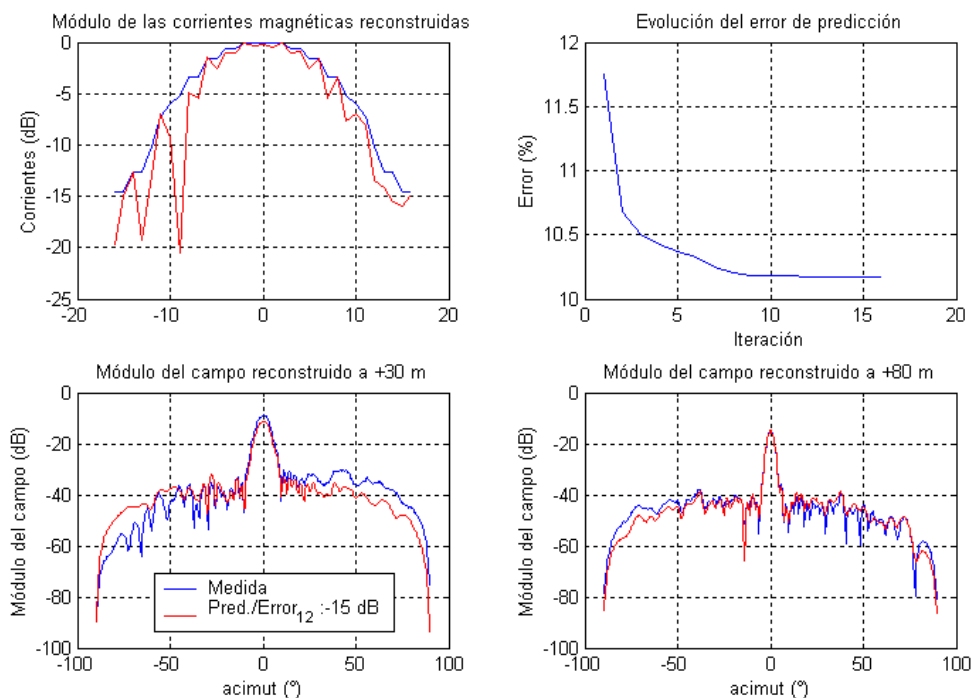 Módulo de las corrientes magnéticas reconstruidas
Corrientes (dB)
0
-5
-10
-15
-20
-25
-20 -10 0 10 20
Evolución del error de predicción
Error (%)
12
11.5
11
10.5
10
0 5 10 15 20
Iteración
Módulo del campo reconstruido a +30 m
Módulo del campo (dB)
0
-20
-40
-60
-80
-100
Medida
Pred./Error12 :-15 dB
-100 -50 0 50 100
acimut (°)
Módulo del campo reconstruido a +80 m
Módulo del campo (dB)
0
-20
-40
-60
-80
-100
-100 -50 0 50 100
acimut (°)